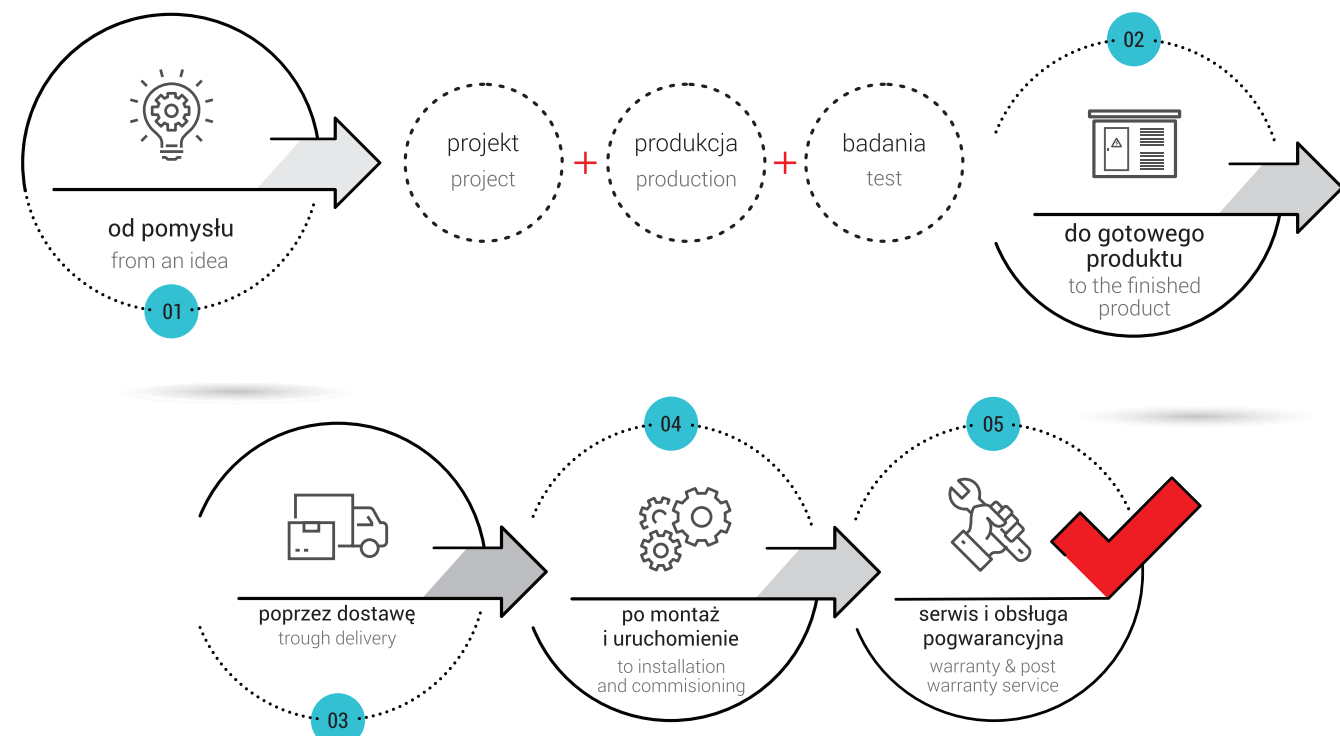 od pomysłu
from an idea
01
projekt
project
+
produkcja
production
+
badania
test
02
do gotowego
produktu
to the finished
product
poprzez dostawę
trough delivery
03
04
po montaż
i uruchomienie
to installation
and commisioning
05
serwis i obsługa
pogwarancyjna
warranty & post
warranty service